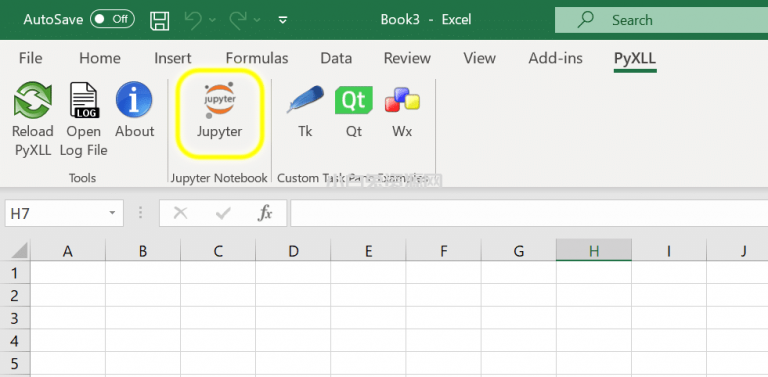 AutoSave Off Book3 - Excel Search
File Home Insert Formulas Data Review View Add-ins PyXLL
LOG jupyter Qt
Reload PyXLL Open Log File About Jupyter Tk Qt Wx
Tools Jupyter Notebook Custom Task Pane Examples
H7 fx
A B C D E F G H I J
1
2
3
4
5